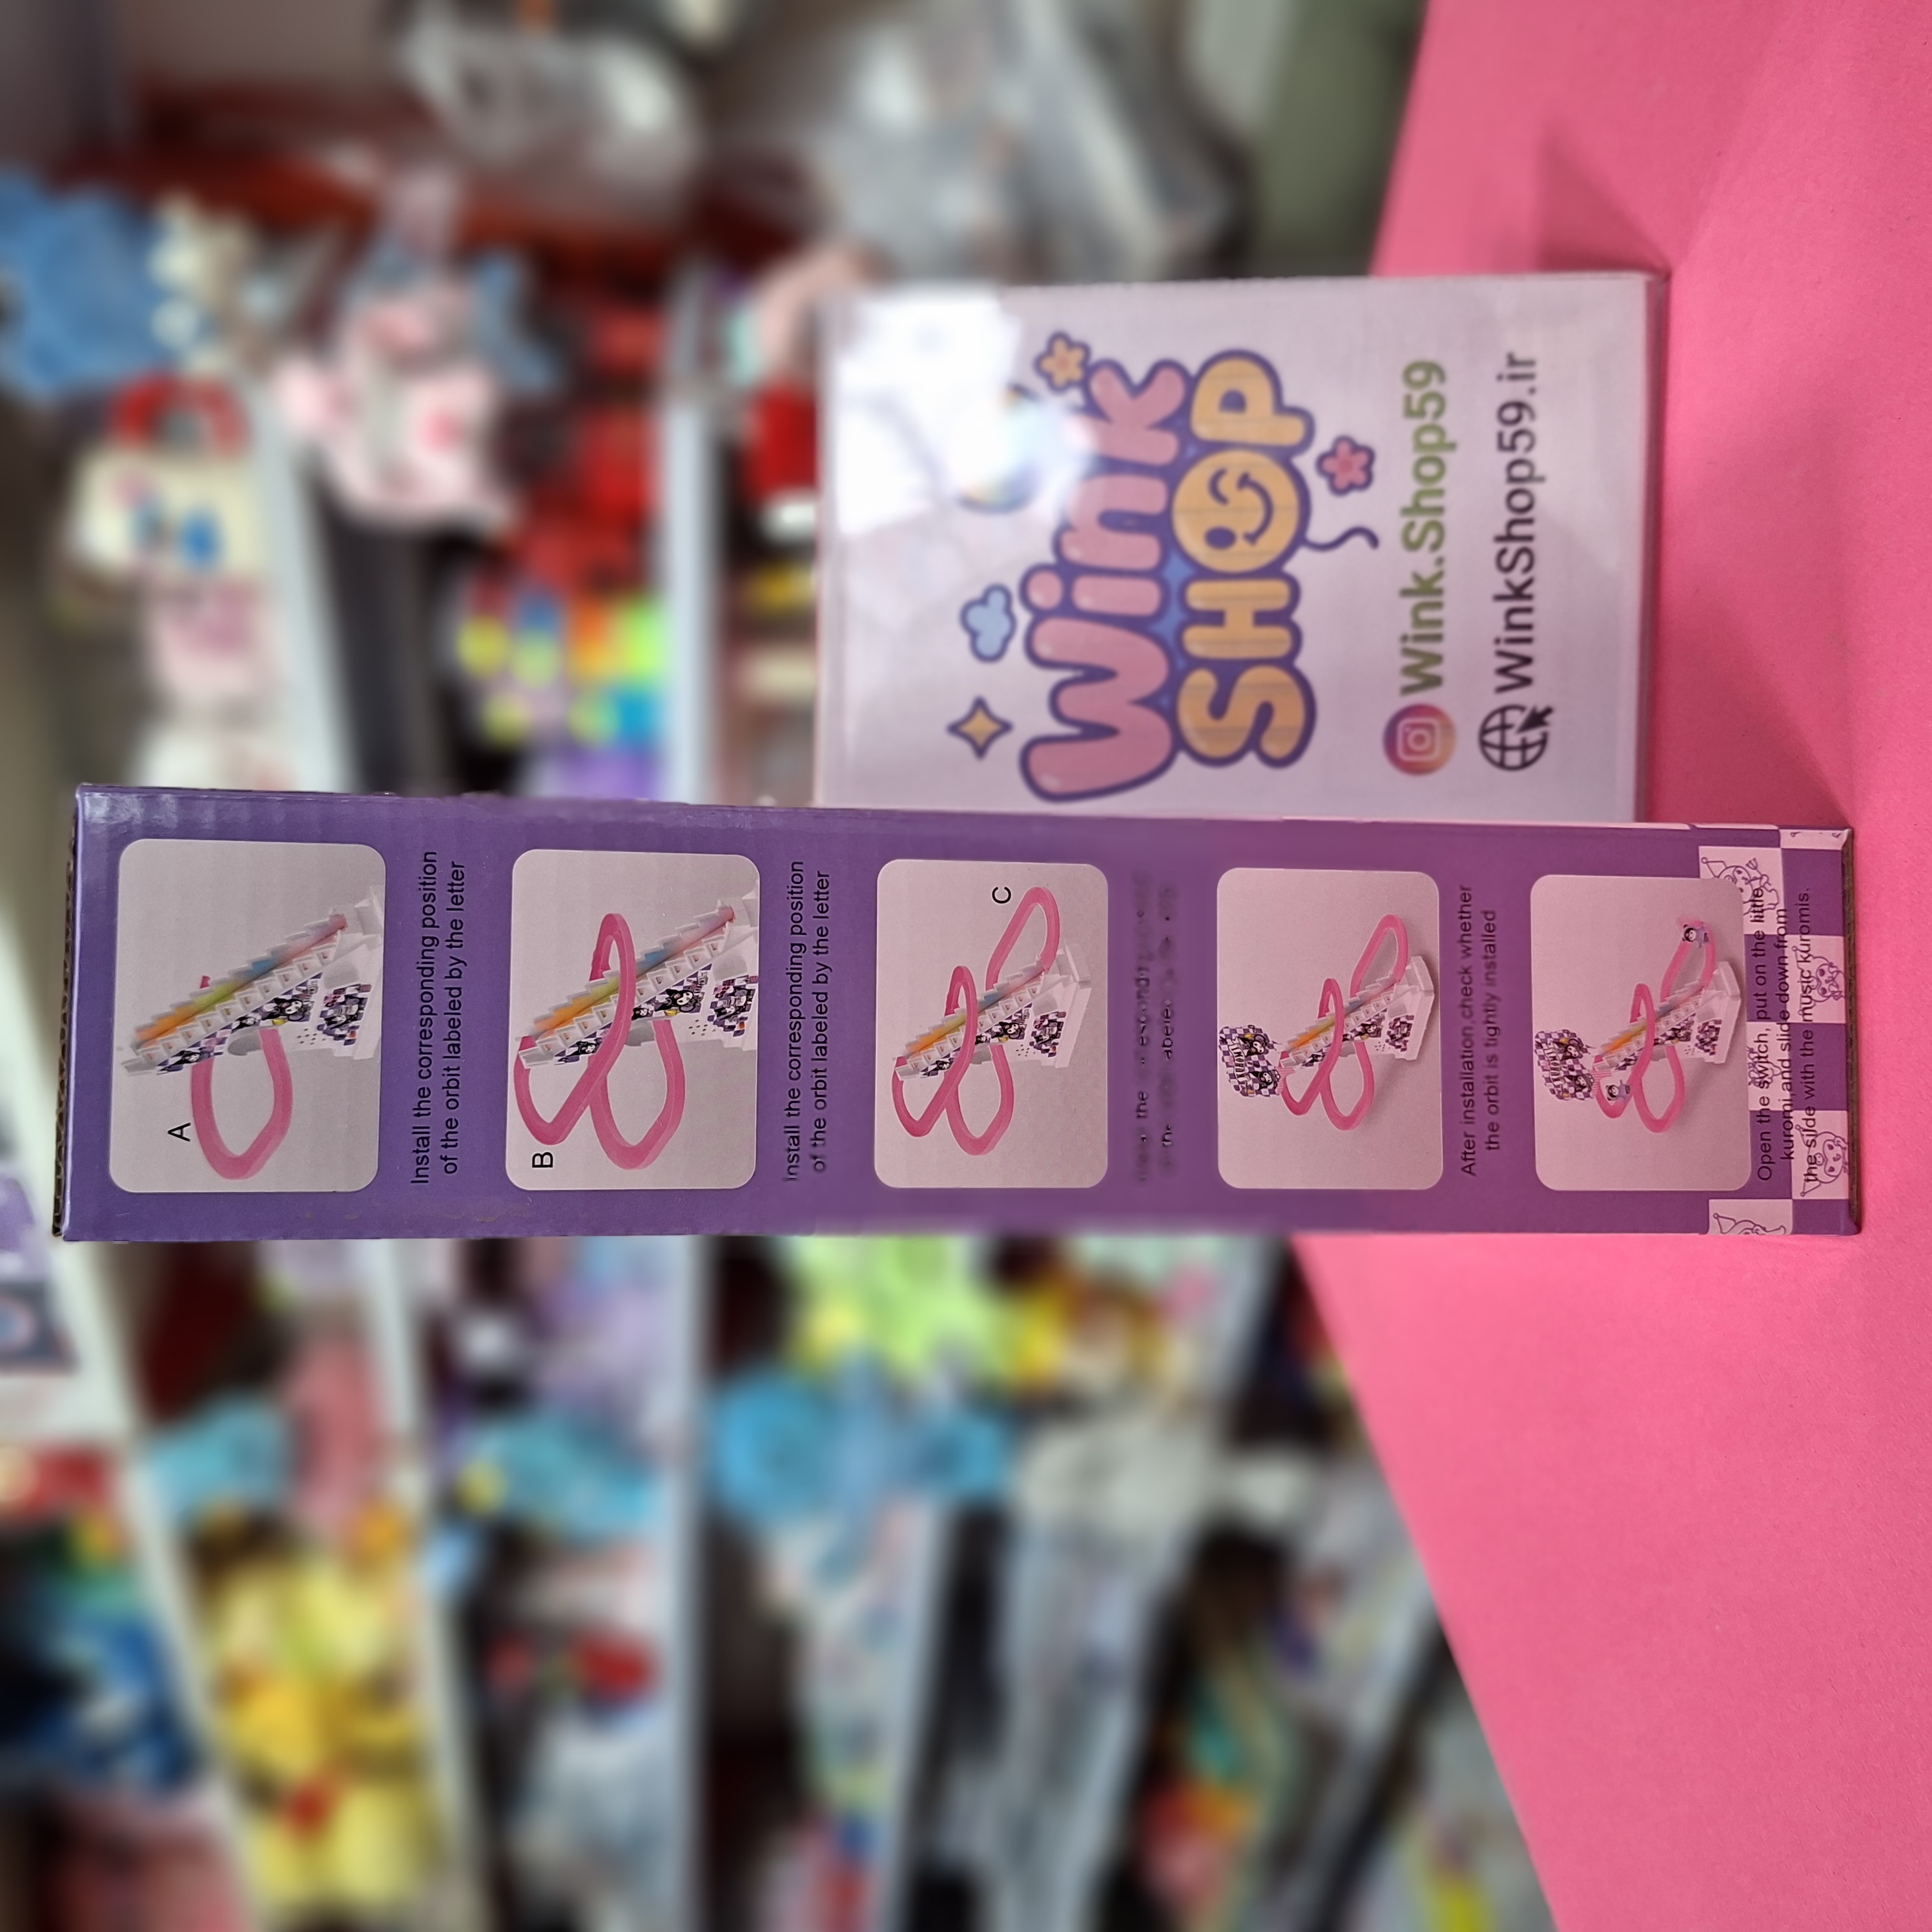 Wink
SHOP
Wink.Shop59
WinkShop59.ir
A
Install the corresponding position
of the orbit labeled by the letter
B
Install the corresponding position
of the orbit labeled by the letter
C
the
the
After installation,check whether
the orbit is tightly installed
Open the switch, put on the little
kuromi,and slide down from
the slide with the music kuromis.